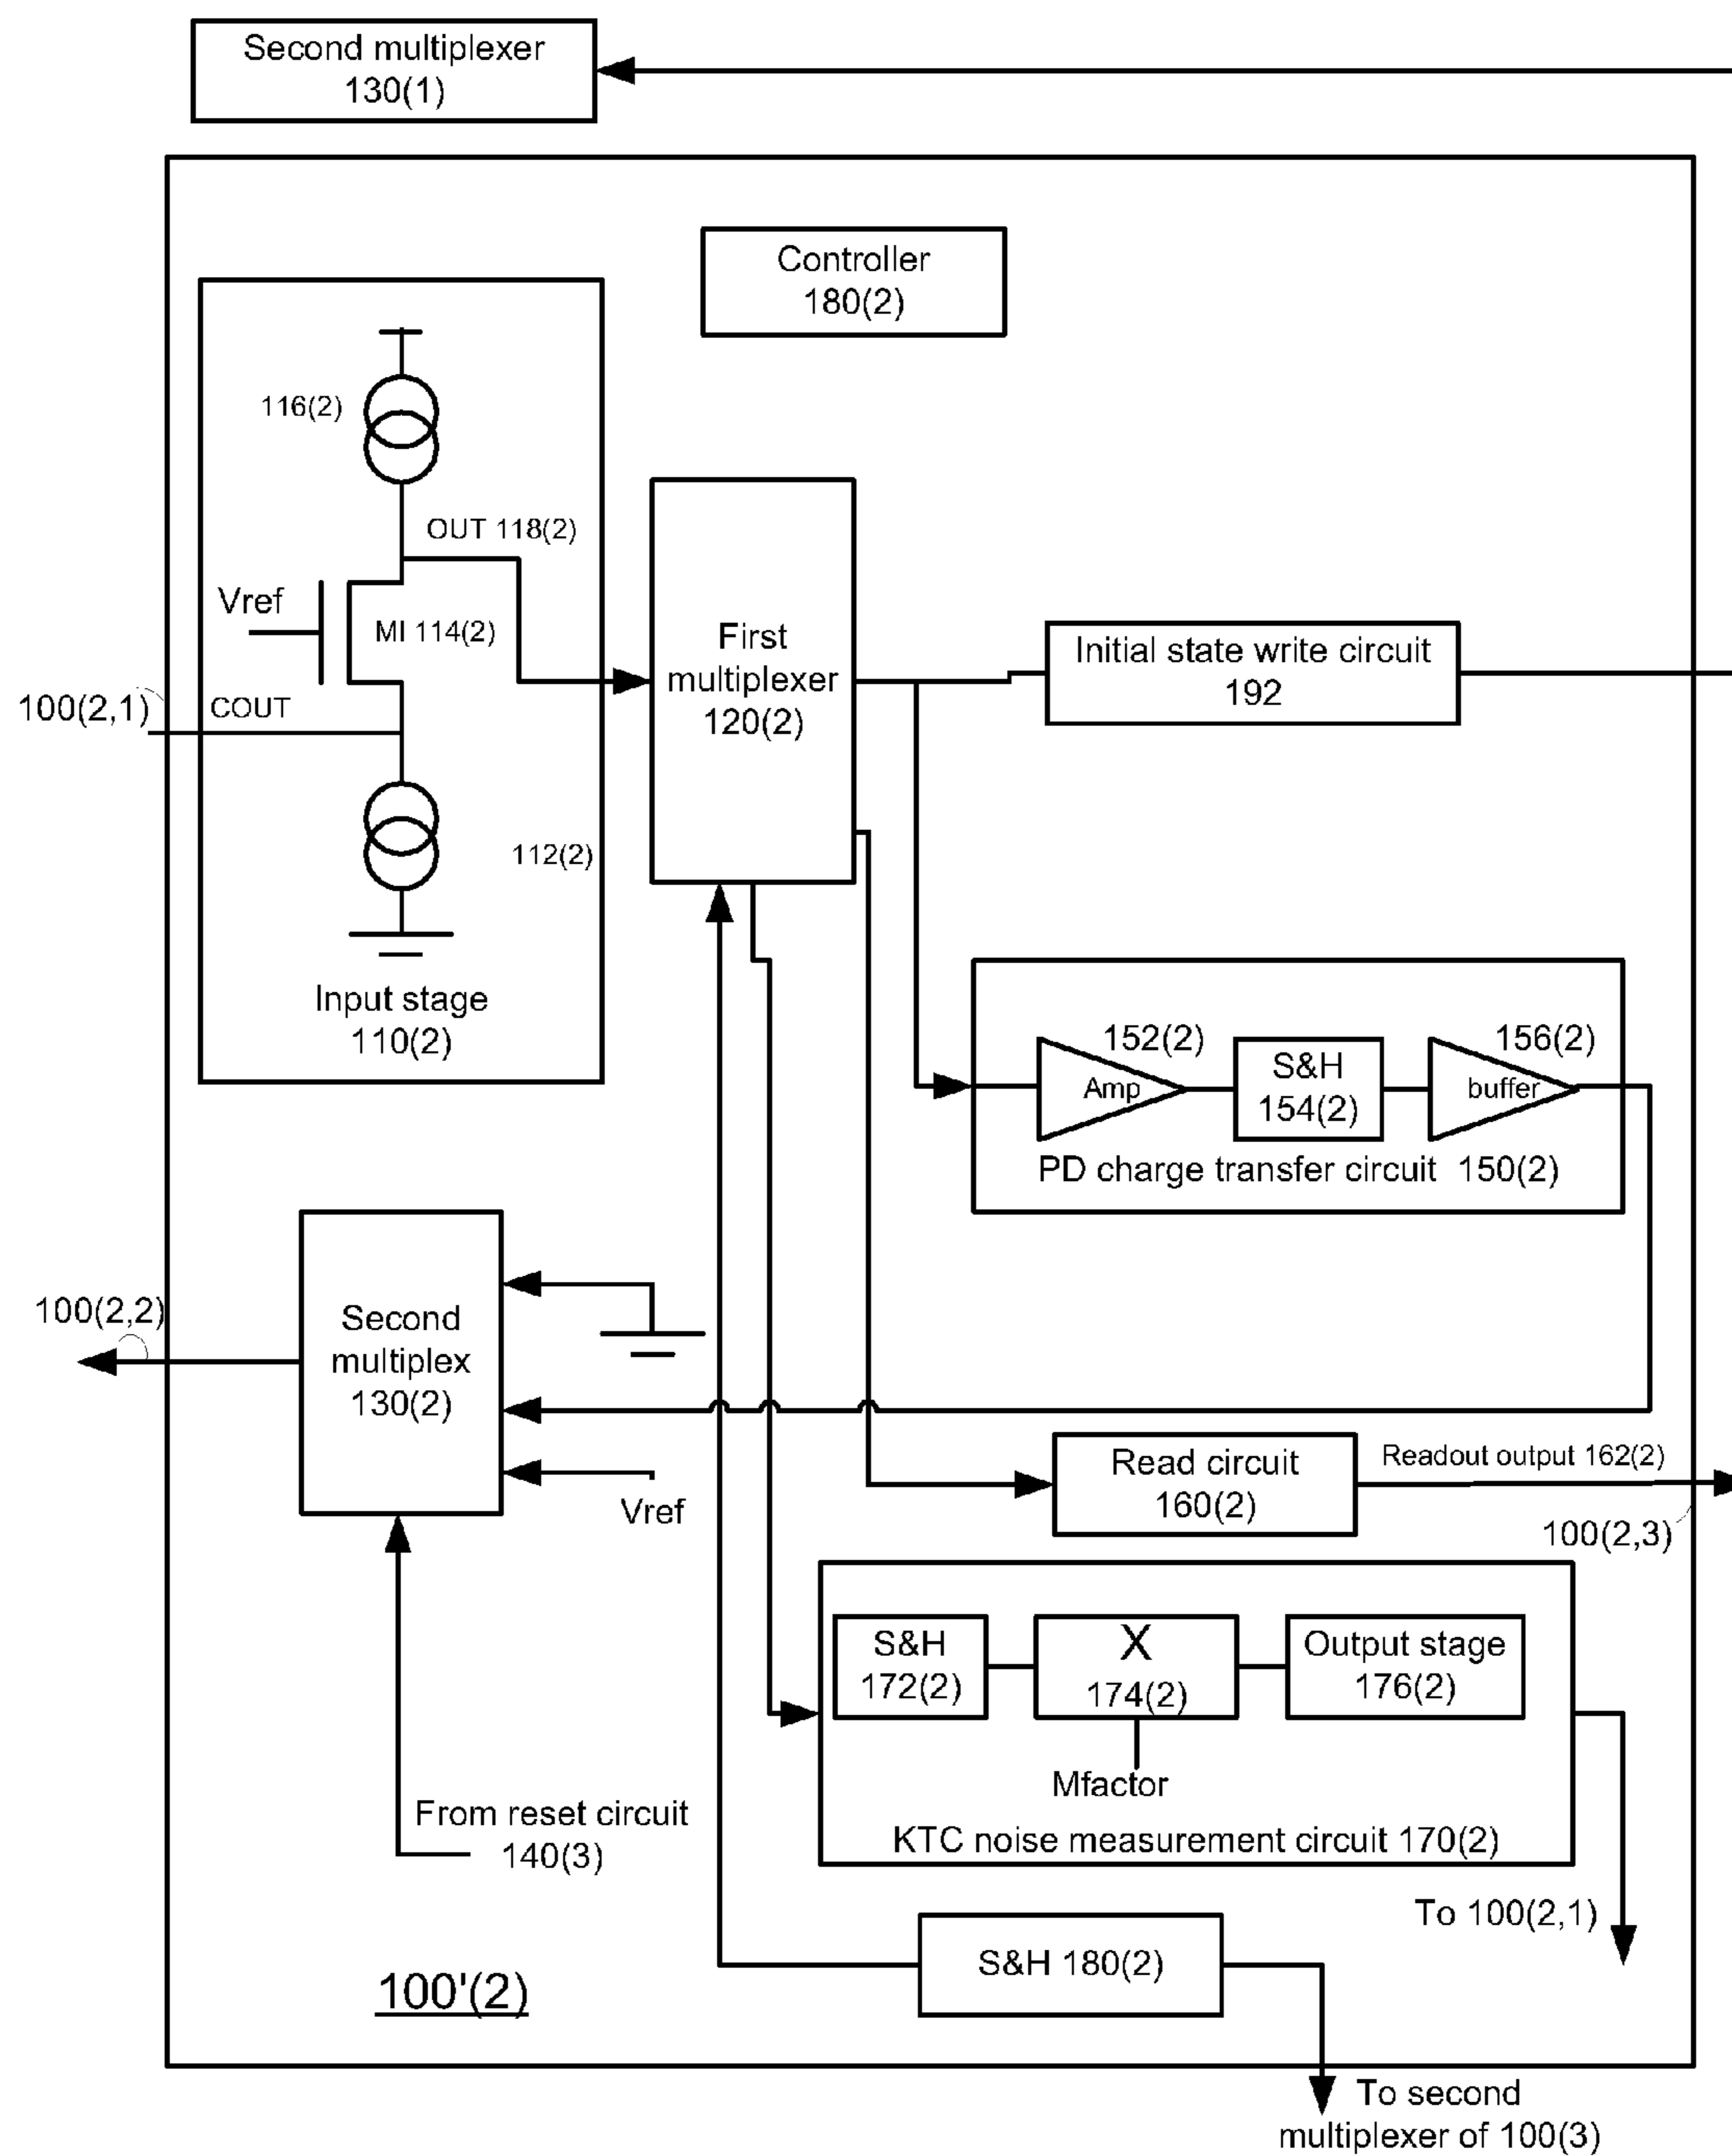 Second multiplexer
130(1)
Controller
180(2)
116(2)
OUT 118(2)
Vref
MI 114(2)
First
multiplexer
120(2)
Initial state write circuit
192
100(2,1)
COUT
112(2)
Input stage
110(2)
152(2)
Amp
S&H
154(2)
156(2)
buffer
PD charge transfer circuit 150(2)
100(2,2)
Second
multiplex
130(2)
Vref
Read circuit
160(2)
Readout output 162(2)
100(2,3)
S&H
172(2)
X
174(2)
Output stage
176(2)
Mfactor
KTC noise measurement circuit 170(2)
From reset circuit
140(3)
To 100(2,1)
S&H 180(2)
100'(2)
To second
multiplexer of 100(3)